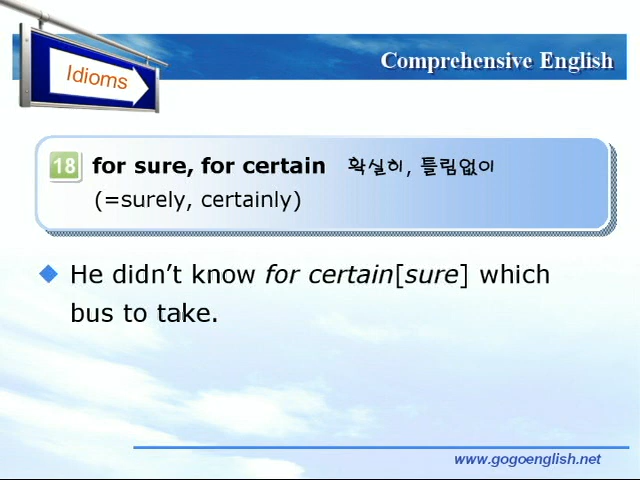 Idioms
Comprehensive English
18 for sure, for certain 확실히, 틀림없이
(=surely, certainly)
He didn't know for certain[sure] which
bus to take.
www.gogoenglish.net